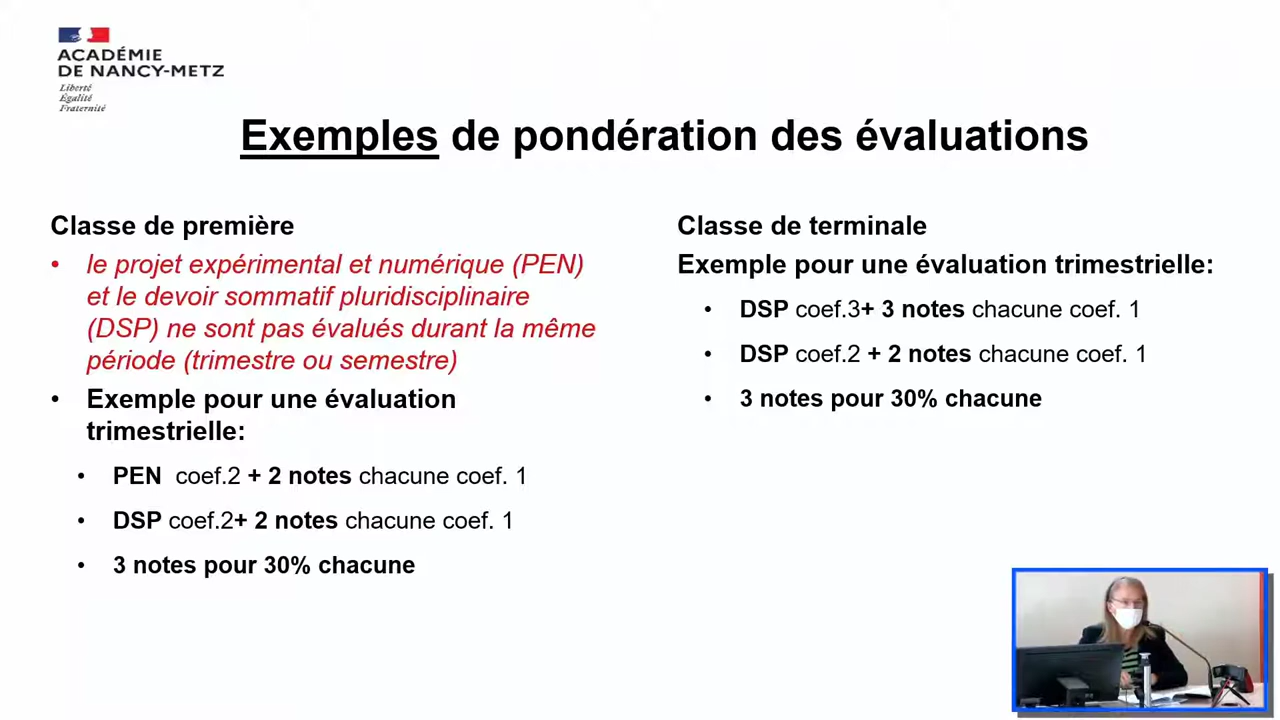 ACADÉMIE
DE NANCY-METZ
Liberté
Égalité
Fraternité
Exemples de pondération des évaluations
Classe de première
• le projet expérimental et numérique (PEN)
et le devoir sommatif pluridisciplinaire
(DSP) ne sont pas évalués durant la même
période (trimestre ou semestre)
• Exemple pour une évaluation
trimestrielle:
• PEN coef.2 + 2 notes chacune coef. 1
• DSP coef.2+ 2 notes chacune coef. 1
• 3 notes pour 30% chacune
Classe de terminale
Exemple pour une évaluation trimestrielle:
• DSP coef.3+ 3 notes chacune coef. 1
• DSP coef.2 + 2 notes chacune coef. 1
• 3 notes pour 30% chacune